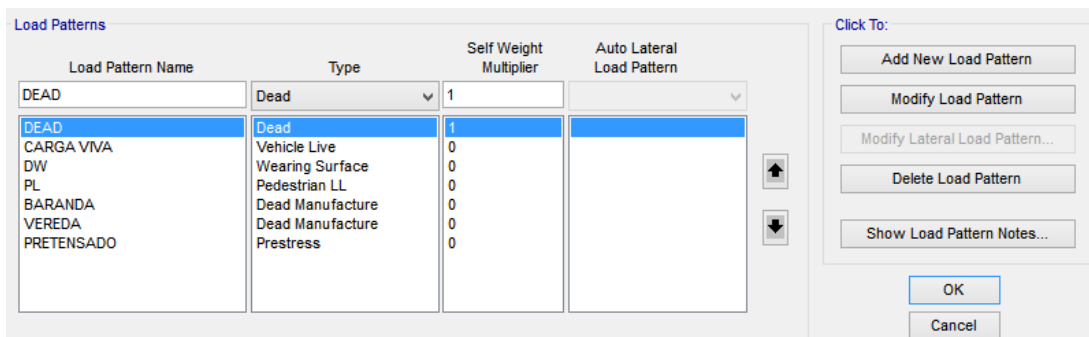 Load Patterns
Load Pattern Name Type Self Weight Multiplier Auto Lateral Load Pattern
DEAD Dead 1
DEAD Dead 1
CARGA VIVA Vehicle Live 0
DW Wearing Surface 0
PL Pedestrian LL 0
BARANDA Dead Manufacture 0
VEREDA Dead Manufacture 0
PRETENSADO Prestress 0
Click To:
Add New Load Pattern
Modify Load Pattern
Modify Lateral Load Pattern...
Delete Load Pattern
Show Load Pattern Notes...
OK
Cancel